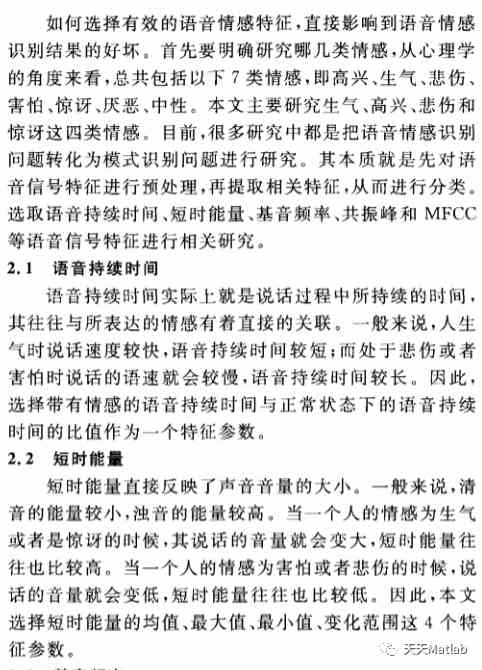 如何选择有效的语音情感特征,直接影响到语音情感
识别结果的好坏。首先要明确研究哪几类情感,从心理学
的角度来看,总共包括以下7类情感,即高兴、生气、悲伤、
害怕、惊讶、厌恶、中性。本文主要研究生气、高兴、悲伤和
惊讶这四类情感。目前,很多研究中都是把语音情感识别
问题转化为模式识别问题进行研究。其本质就是先对语
音信号特征进行预处理,再提取相关特征,从而进行分类。
选取语音持续时间、短时能量、基音频率、共振峰和 MFCC
等语音信号特征进行相关研究。
2.1 语音持续时间
语音持续时间实际上就是说话过程中所持续的时间,
其往往与所表达的情感有着直接的关联。一般来说,人生
气时说话速度较快,语音持续时间较短;而处于悲伤或者
害怕时说话的语速就会较慢,语音持续时间较长。因此,
选择带有情感的语音持续时间与正常状态下的语音持续
时间的比值作为一个特征参数。
2.2 短时能量
短时能量直接反映了声音音量的大小。一般来说,清
音的能量较小,浊音的能量较高。当一个人的情感为生气
或者是惊讶的时候,其说话的音量就会变大,短时能量往
往也比较高。当一个人的情感为害怕或者悲伤的时候,说
话的音量就会变低,短时能量往往也比较低。因此,本文
选择短时能量的均值、最大值、最小值、变化范围这4个特
征参数。
天天Matlab